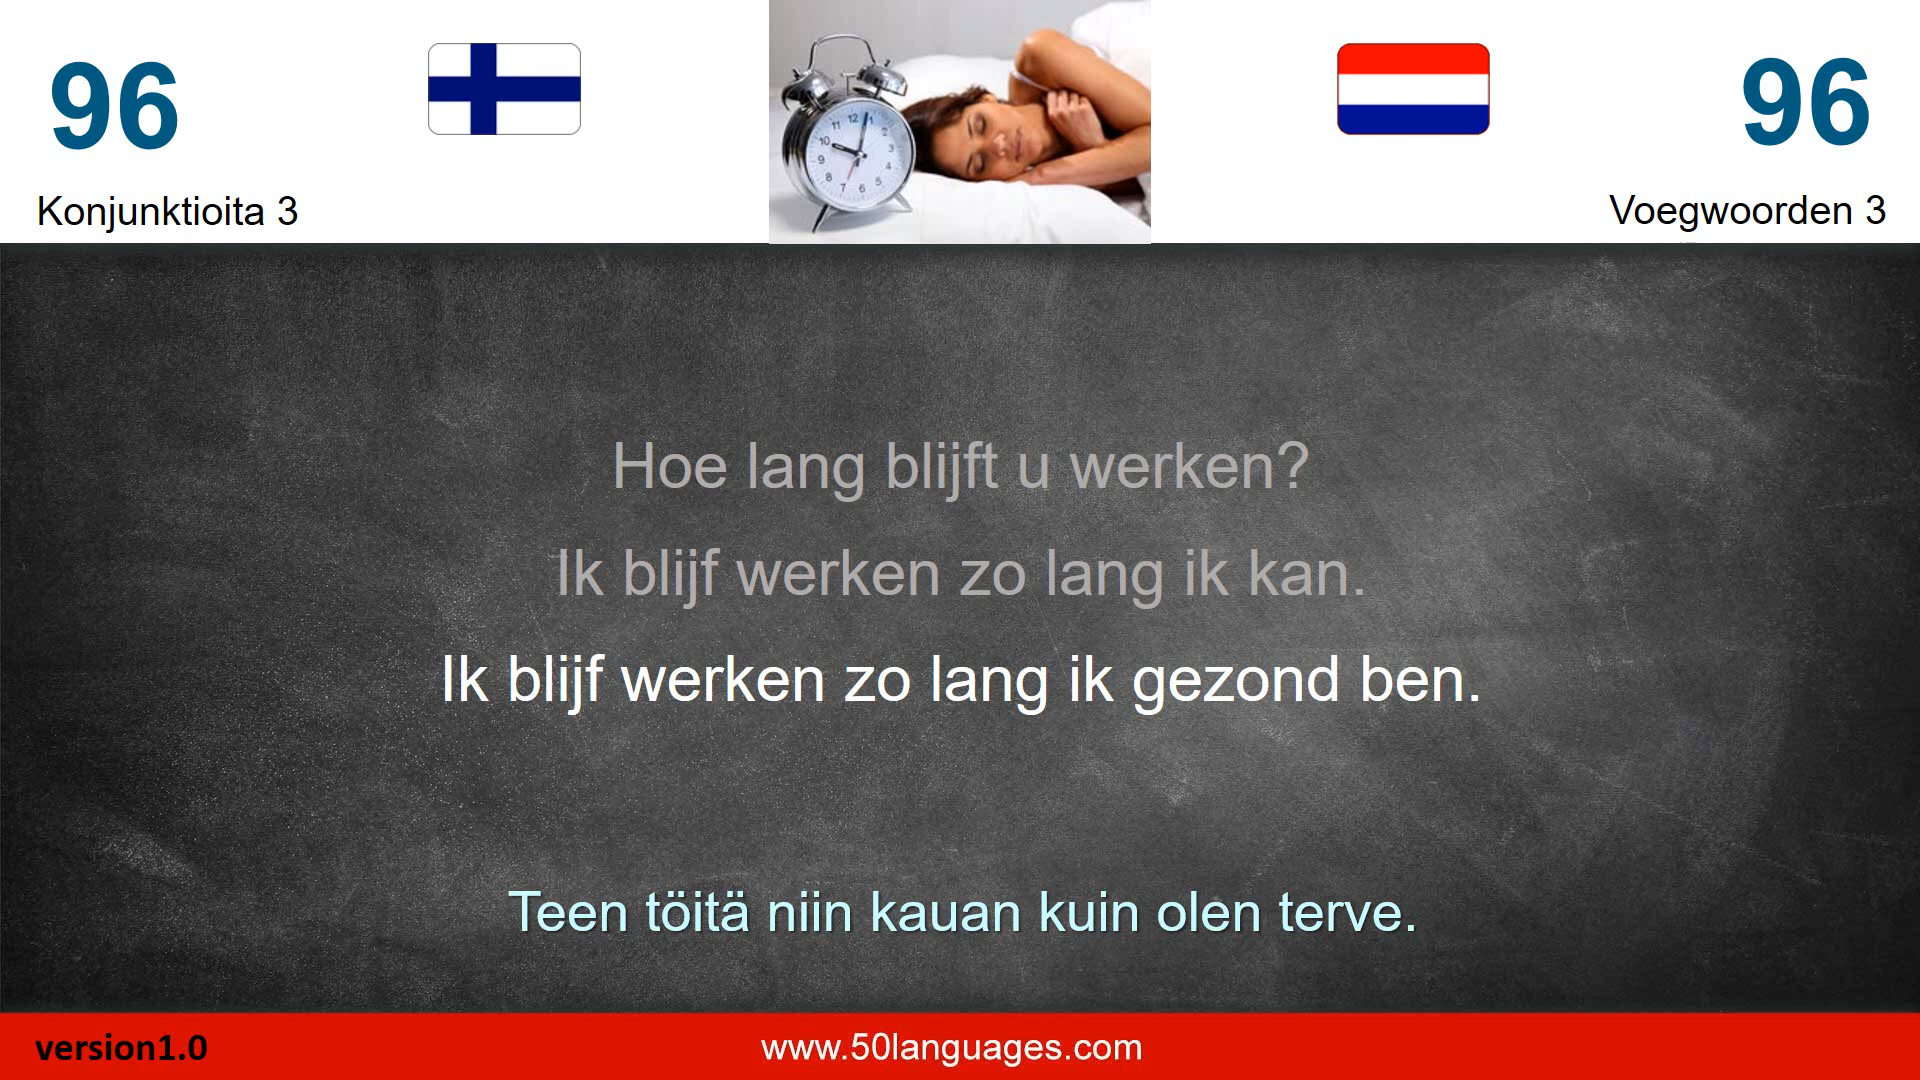 96
96
Konjunktioita 3
Voegwoorden 3
Hoe lang blijft u werken?
Ik blijf werken zo lang ik kan.
Ik blijf werken zo lang ik gezond ben.
Teen töitä niin kauan kuin olen terve.
version1.0
www.50languages.com